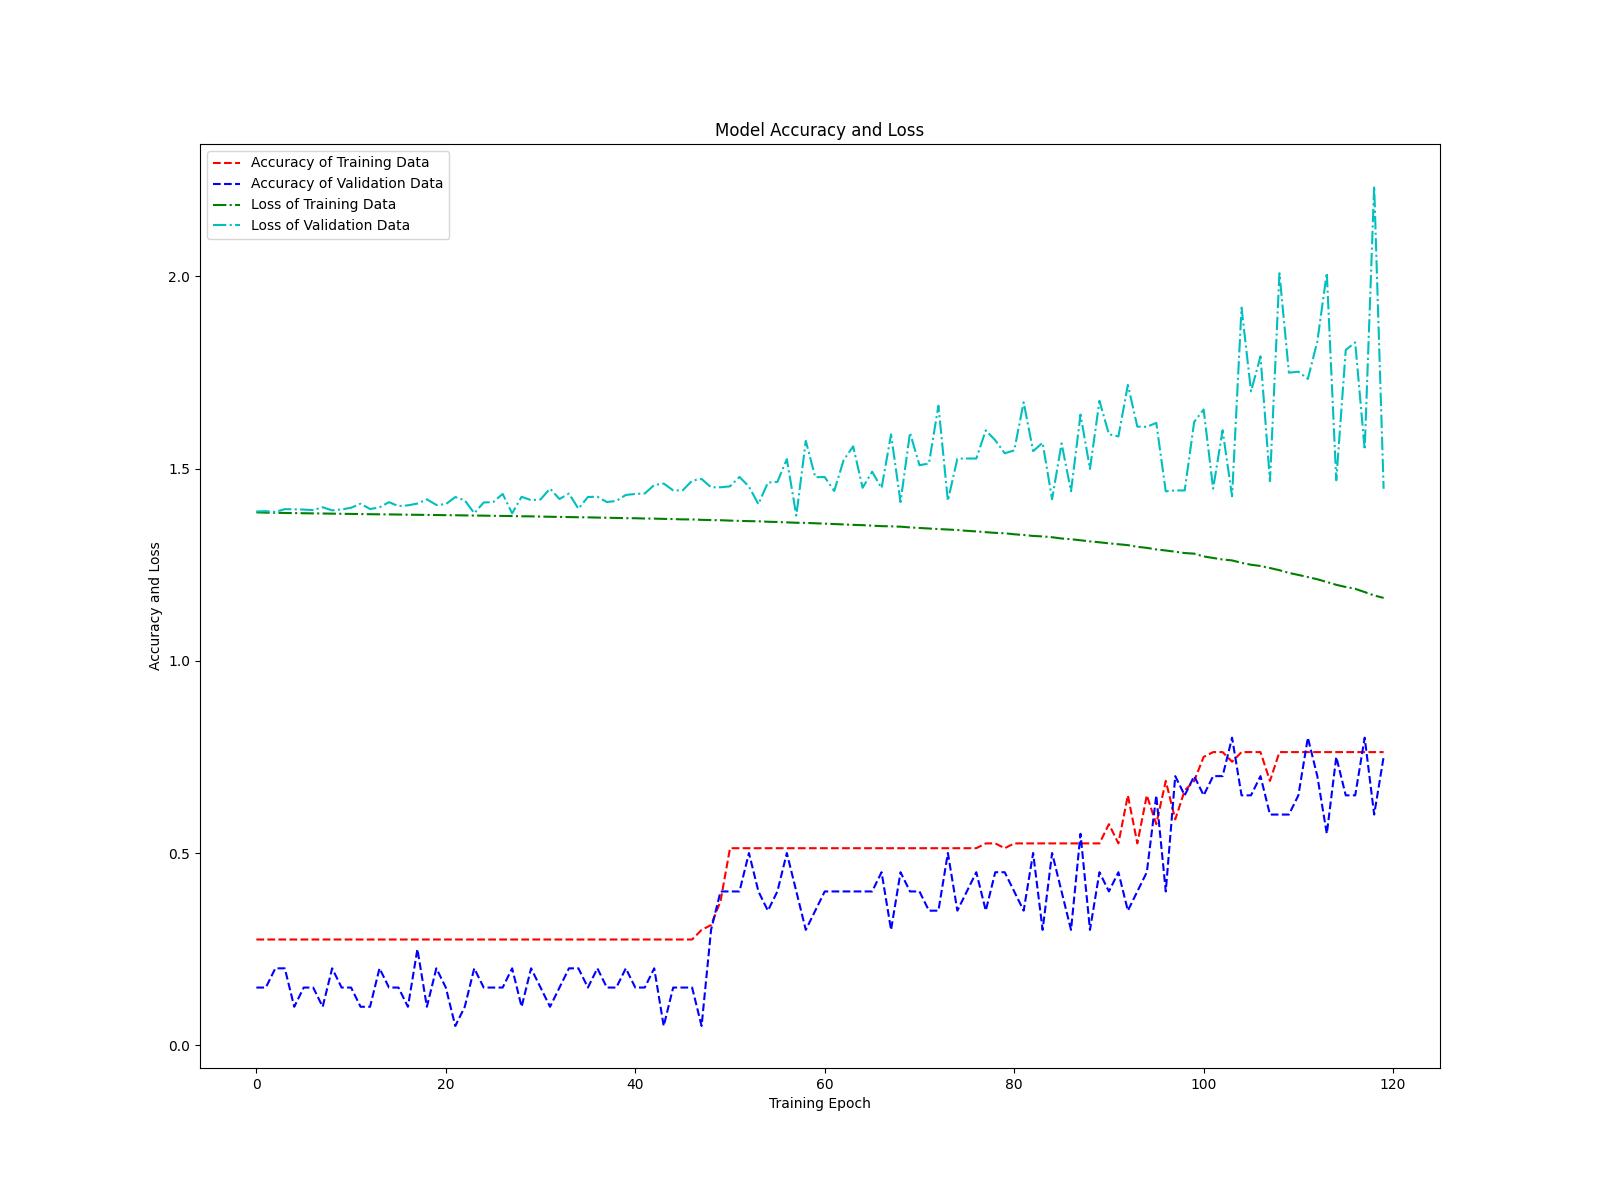 Model Accuracy and Loss
Accuracy of Training Data
Accuracy of Validation Data
Loss of Training Data
Loss of Validation Data
2.0
1.5
1.0
0.5
0.0
Accuracy and Loss
0 20 40 60 80 100 120
Training Epoch